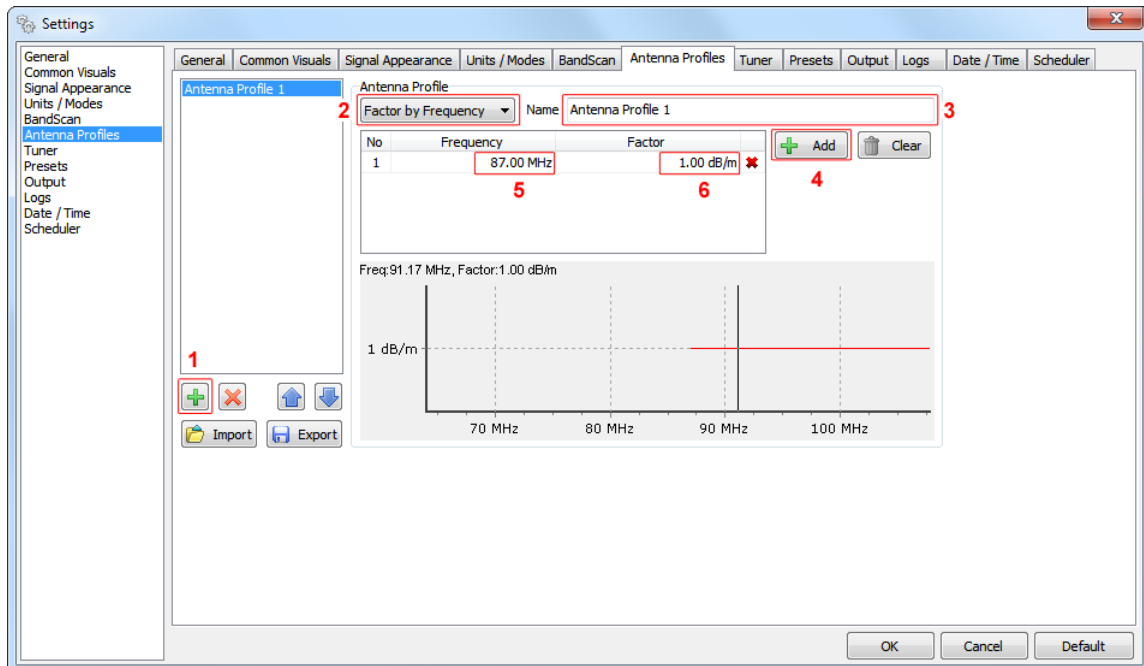 Settings
x
General
Common Visuals
Signal Appearance
Units / Modes
BandScan
Antenna Profiles
Tuner
Presets
Output
Logs
Date / Time
Scheduler
General Common Visuals Signal Appearance Units / Modes BandScan Antenna Profiles Tuner Presets Output Logs Date / Time Scheduler
Antenna Profile 1
Antenna Profile
2 Factor by Frequency Name Antenna Profile 1 3
No Frequency Factor
1 87.00 MHz 1.00 dB/m
Add Clear
5 6 4
Freq:91.17 MHz, Factor:1.00 dB/m
1 dB/m
70 MHz 80 MHz 90 MHz 100 MHz
1
Import Export
OK Cancel Default